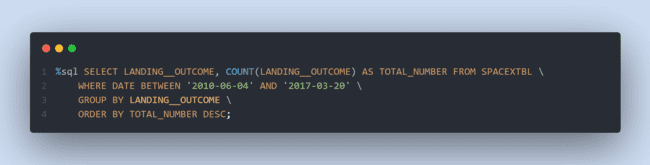 1 %sql SELECT LANDING__OUTCOME, COUNT(LANDING__OUTCOME) AS TOTAL_NUMBER FROM SPACEXTBL \
2 WHERE DATE BETWEEN '2010-06-04' AND '2017-03-20' \
3 GROUP BY LANDING__OUTCOME \
4 ORDER BY TOTAL_NUMBER DESC;